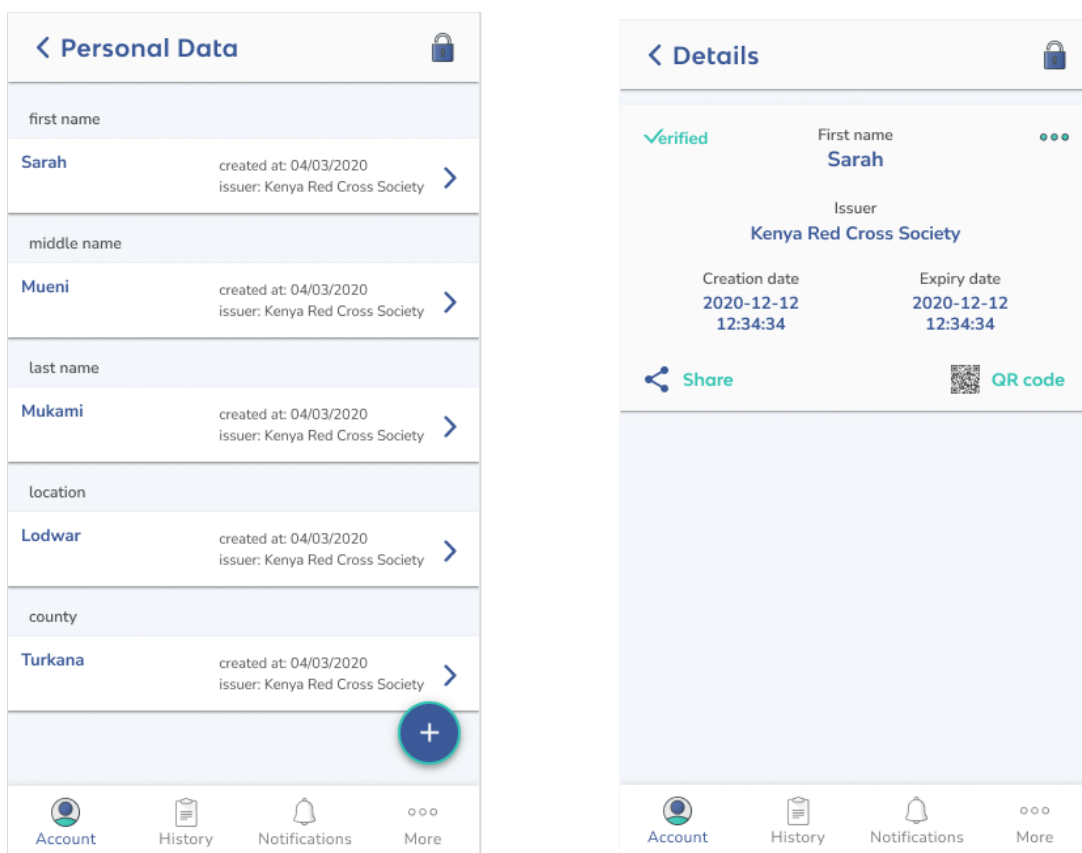 Personal Data
first name
Sarah
created at: 04/03/2020
issuer: Kenya Red Cross Society
middle name
Mueni
created at: 04/03/2020
issuer: Kenya Red Cross Society
last name
Mukami
created at: 04/03/2020
issuer: Kenya Red Cross Society
location
Lodwar
created at: 04/03/2020
issuer: Kenya Red Cross Society
county
Turkana
created at: 04/03/2020
issuer: Kenya Red Cross Society
+
Account History Notifications More
Details
Verified
First name
Sarah
Issuer
Kenya Red Cross Society
Creation date Expiry date
2020-12-12 2020-12-12
12:34:34 12:34:34
Share QR code
Account History Notifications More